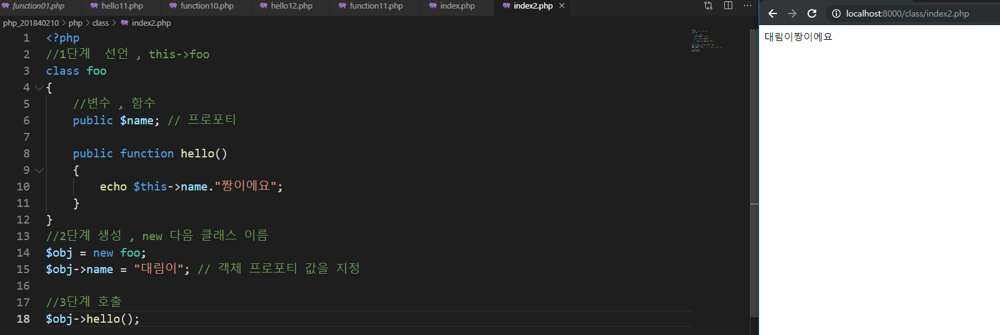 function01.php hello11.php function10.php hello12.php function11.php index.php index2.php ×
localhost:8000/class/index2.php
php_201840210 > php > class > index2.php
대림이짱이에요
1 <?php
2 //1단계  선언 , this->foo
3 class foo
4 {
5     //변수 , 함수
6     public $name; // 프로포티
7
8     public function hello()
9     {
10         echo $this->name."짱이에요";
11     }
12 }
13 //2단계 생성 , new 다음 클래스 이름
14 $obj = new foo;
15 $obj->name = "대림이"; // 객체 프로포티 값을 지정
16
17 //3단계 호출
18 $obj->hello();